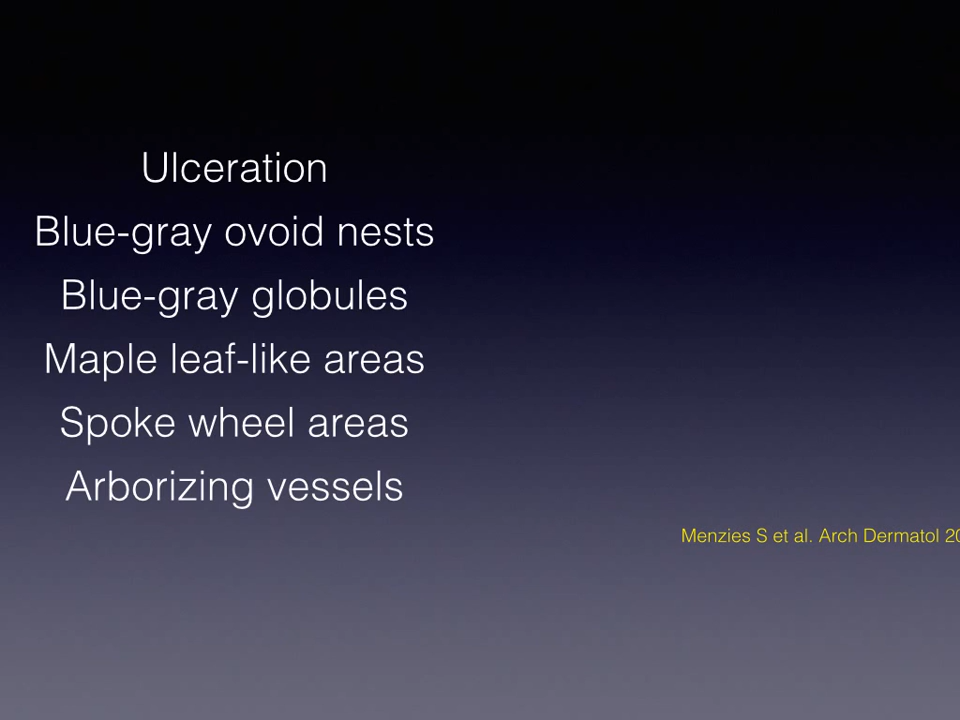 Ulceration
Blue-gray ovoid nests
Blue-gray globules
Maple leaf-like areas
Spoke wheel areas
Arborizing vessels
Menzies S et al. Arch Dermatol 20